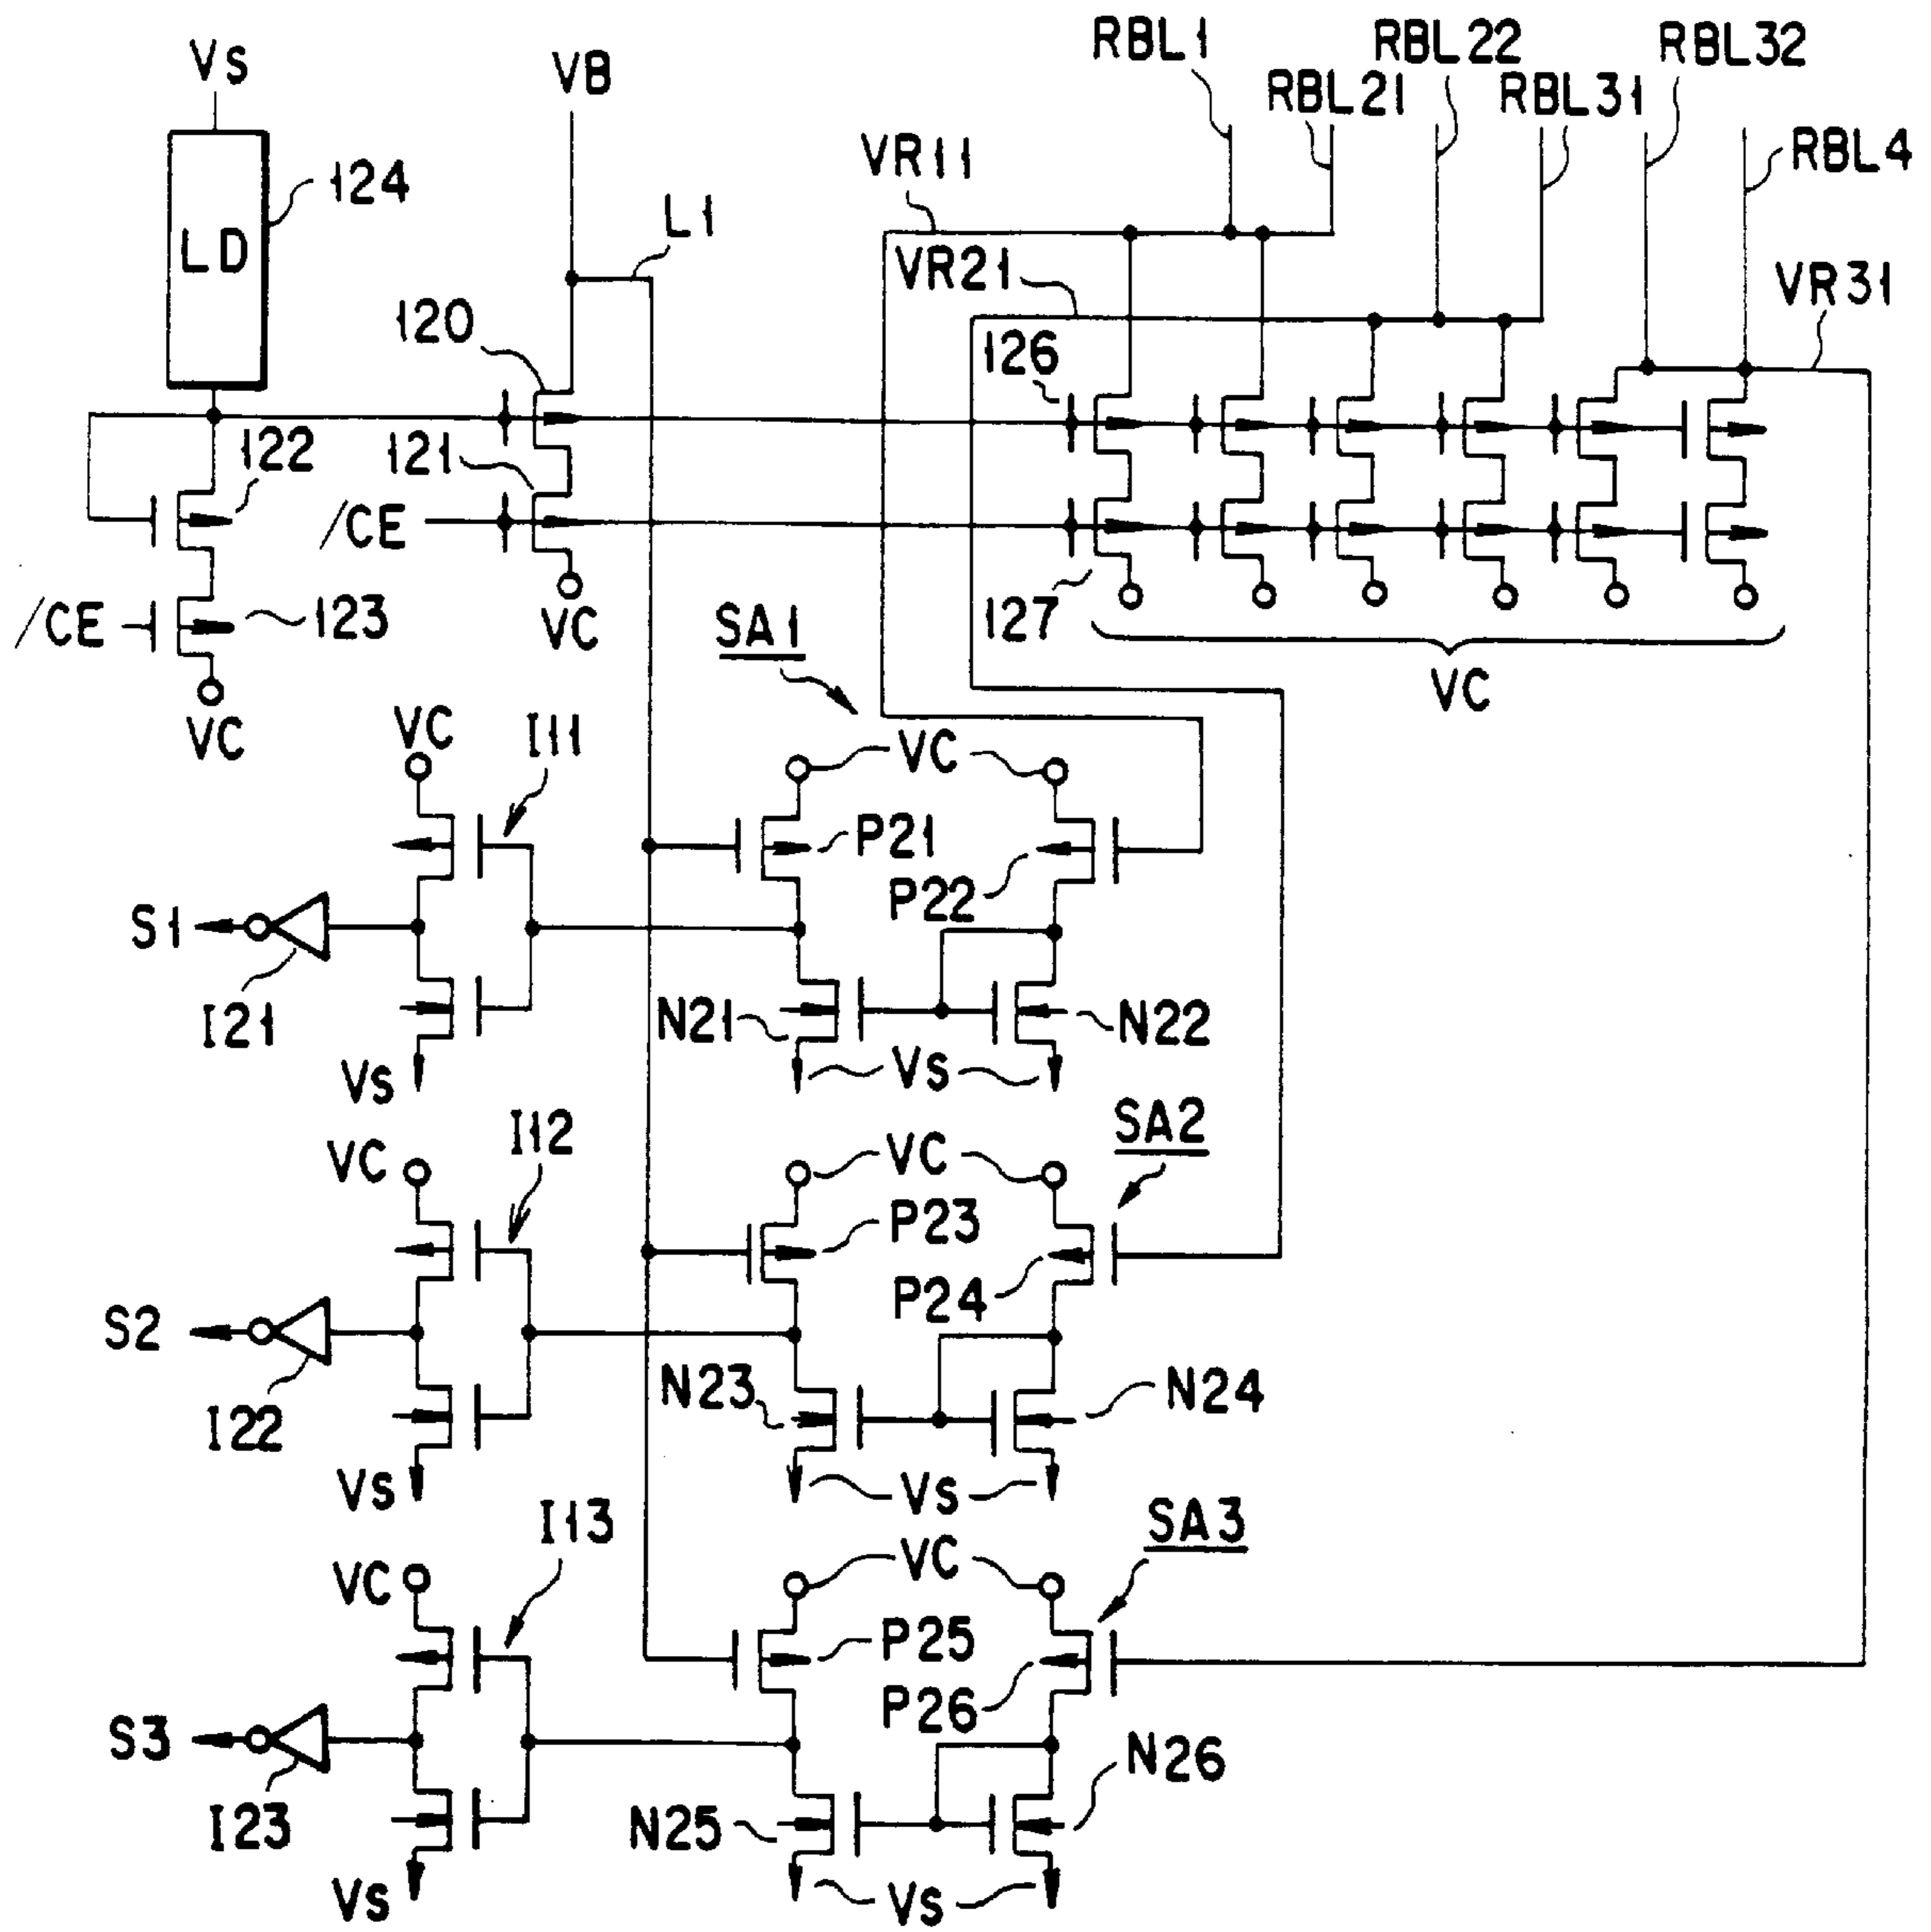 RBL1
RBL22
RBL32
VS
VB
RBL21
RBL31
VR11
RBL4
124
L1
LD
VR21
VR31
120
126
122
121
/CE
/CE
123
VC
127
SA1
VC
VC
VC
I11
VC
P21
P22
S1
I21
N21
N22
VS
VS
I12
SA2
VC
VC
P23
P24
S2
N23
N24
I22
VS
VS
I13
SA3
VC
VC
P25
P26
S3
N26
I23
N25
VS
VS